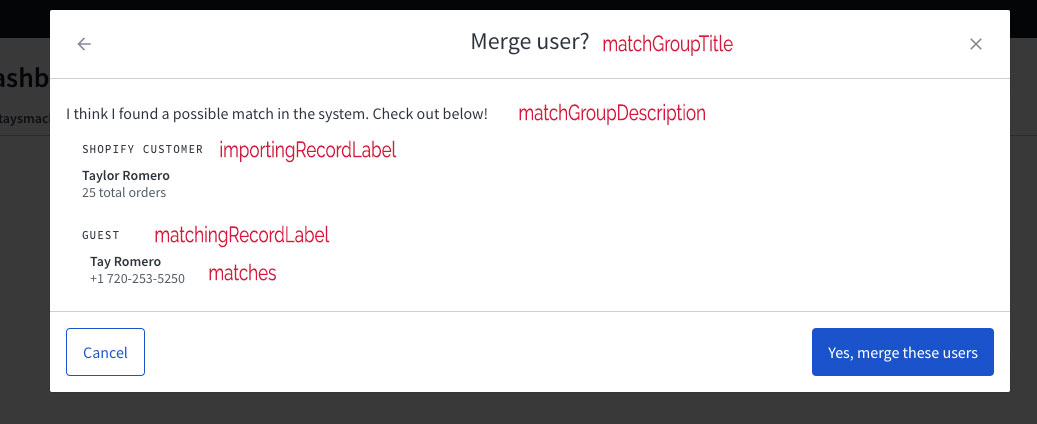 Merge user? matchGroupTitle
ashb
taysmac
I think I found a possible match in the system. Check out below! matchGroupDescription
SHOPIFY CUSTOMER importingRecordLabel
Taylor Romero
25 total orders
GUEST matchingRecordLabel
Tay Romero
+1 720-253-5250 matches
Cancel
Yes, merge these users